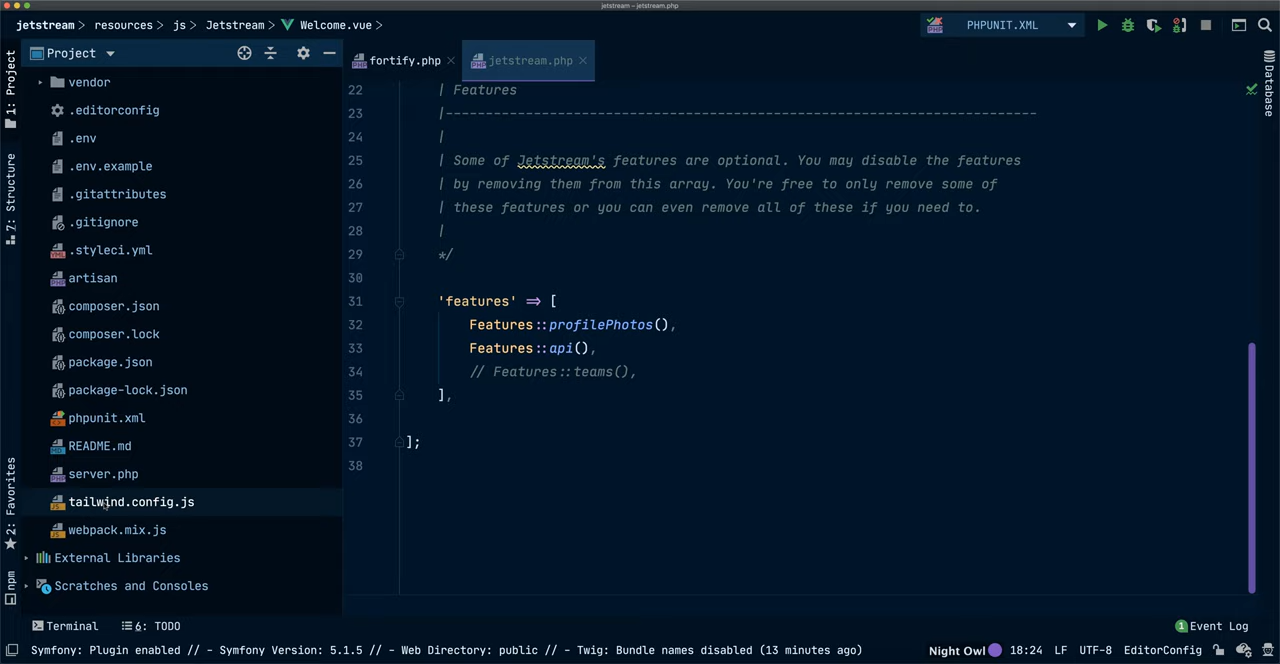 jetstream – jetstream.php
jetstream > resources > js > Jetstream > Welcome.vue >
PHPUNIT.XML
Project
fortify.php
jetstream.php
1: Project
7: Structure
2: Favorites
npm
Database
vendor
.editorconfig
.env
.env.example
.gitattributes
.gitignore
.styleci.yml
artisan
composer.json
composer.lock
package.json
package-lock.json
phpunit.xml
README.md
server.php
tailwind.config.js
webpack.mix.js
External Libraries
Scratches and Consoles
22 | Features
23 |--------------------------------------------------------------------------
24 |
25 | Some of Jetstream's features are optional. You may disable the features
26 | by removing them from this array. You're free to only remove some of
27 | these features or you can even remove all of these if you need to.
28 |
29 */
30
31 'features' => [
32 Features::profilePhotos(),
33 Features::api(),
34 // Features::teams(),
35 ],
36
37 ];
38
Terminal 6: TODO
1 Event Log
Symfony: Plugin enabled // - Symfony Version: 5.1.5 // - Web Directory: public // - Twig: Bundle names disabled (13 minutes ago)
Night Owl 18:24 LF UTF-8 EditorConfig